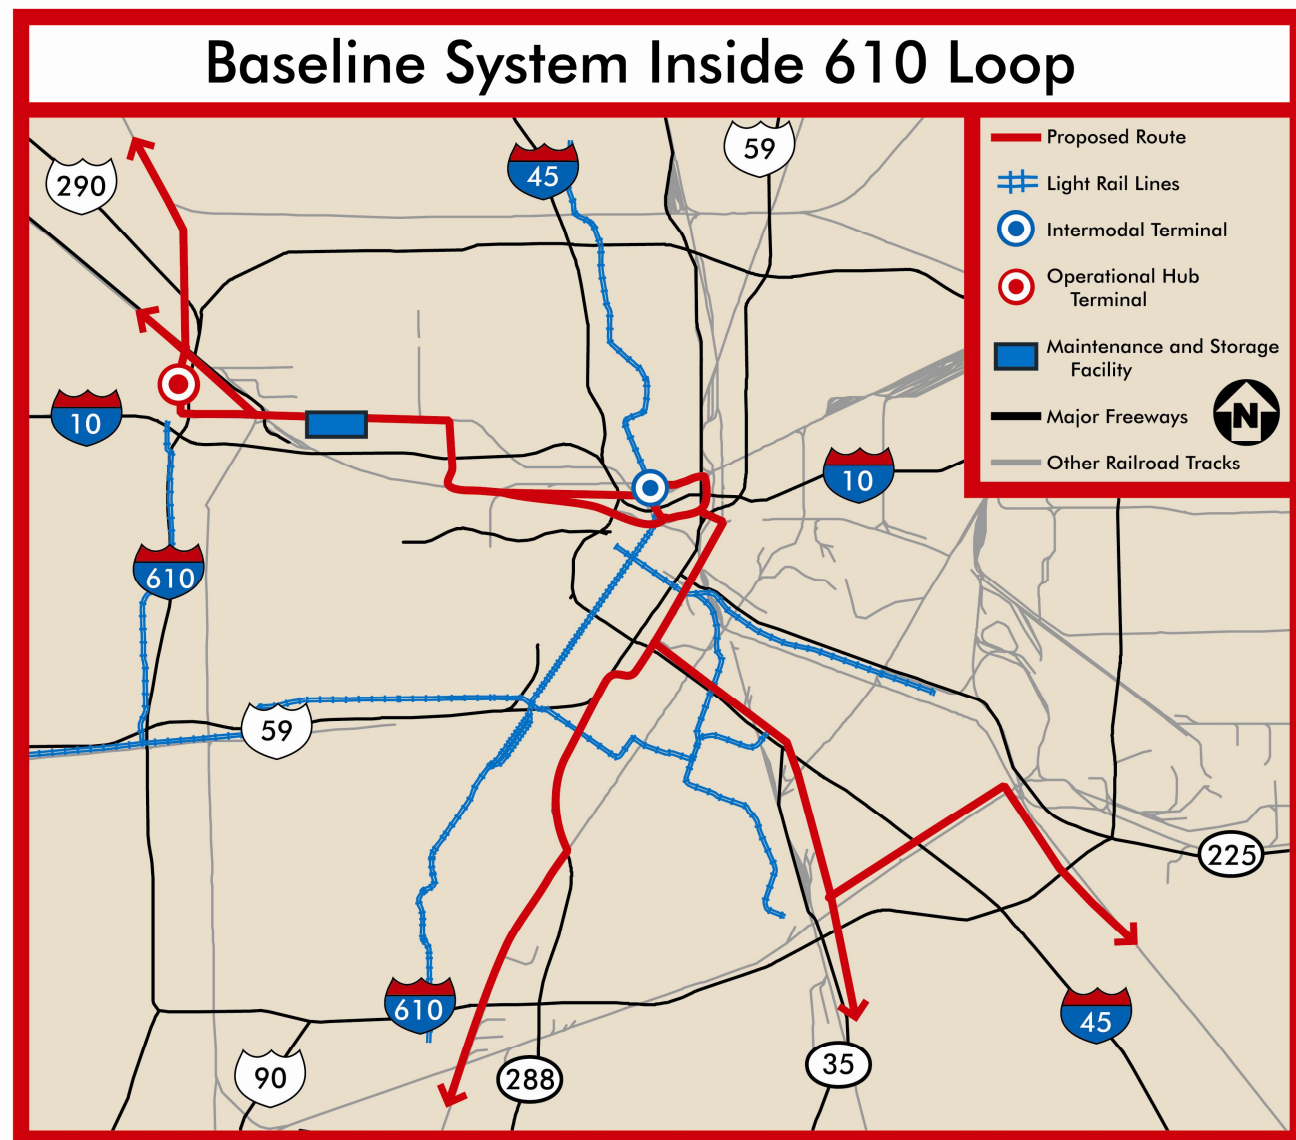 Baseline System Inside 610 Loop
Proposed Route
Light Rail Lines
Intermodal Terminal
Operational Hub
Terminal
Maintenance and Storage
Facility
Major Freeways
N
Other Railroad Tracks
59
45
290
10
10
610
59
225
610
45
35
90
288